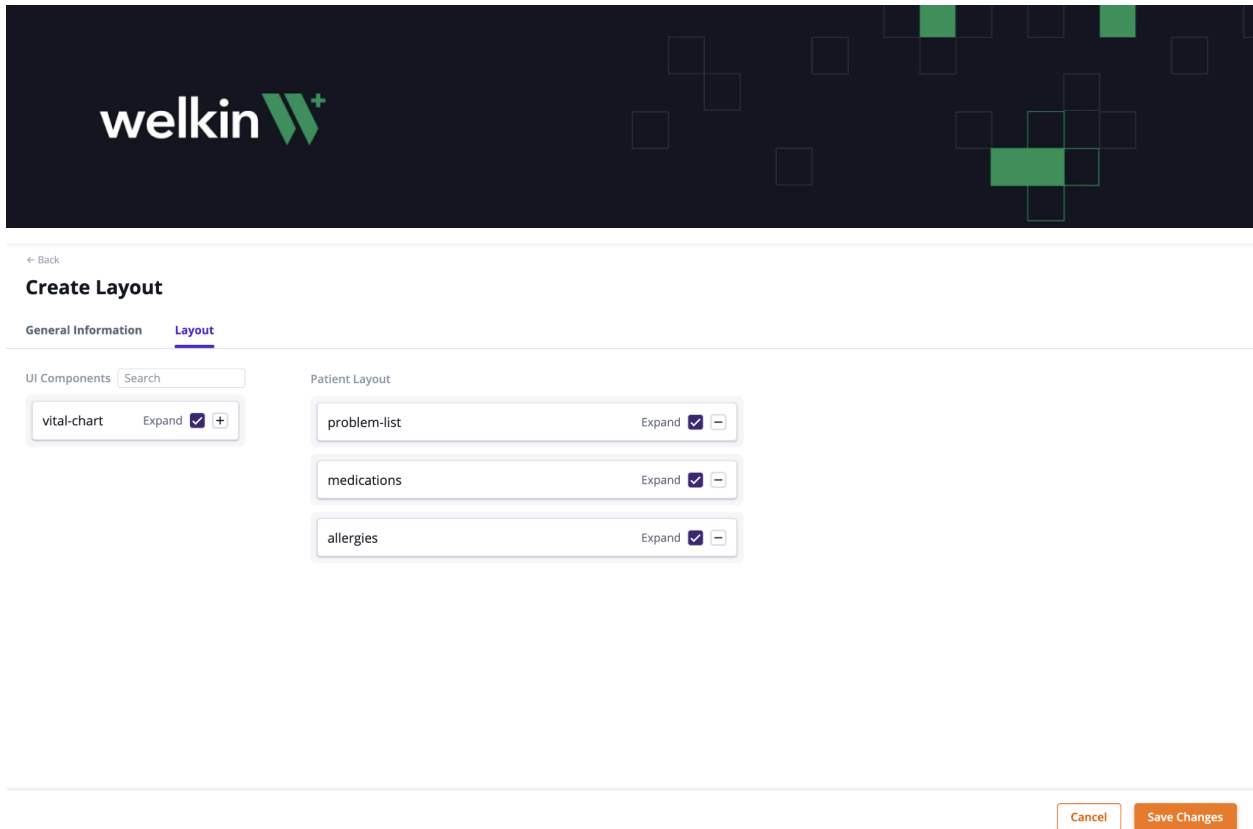 welkin
← Back
Create Layout
General Information Layout
UI Components Search
vital-chart Expand
Patient Layout
problem-list Expand
medications Expand
allergies Expand
Cancel Save Changes